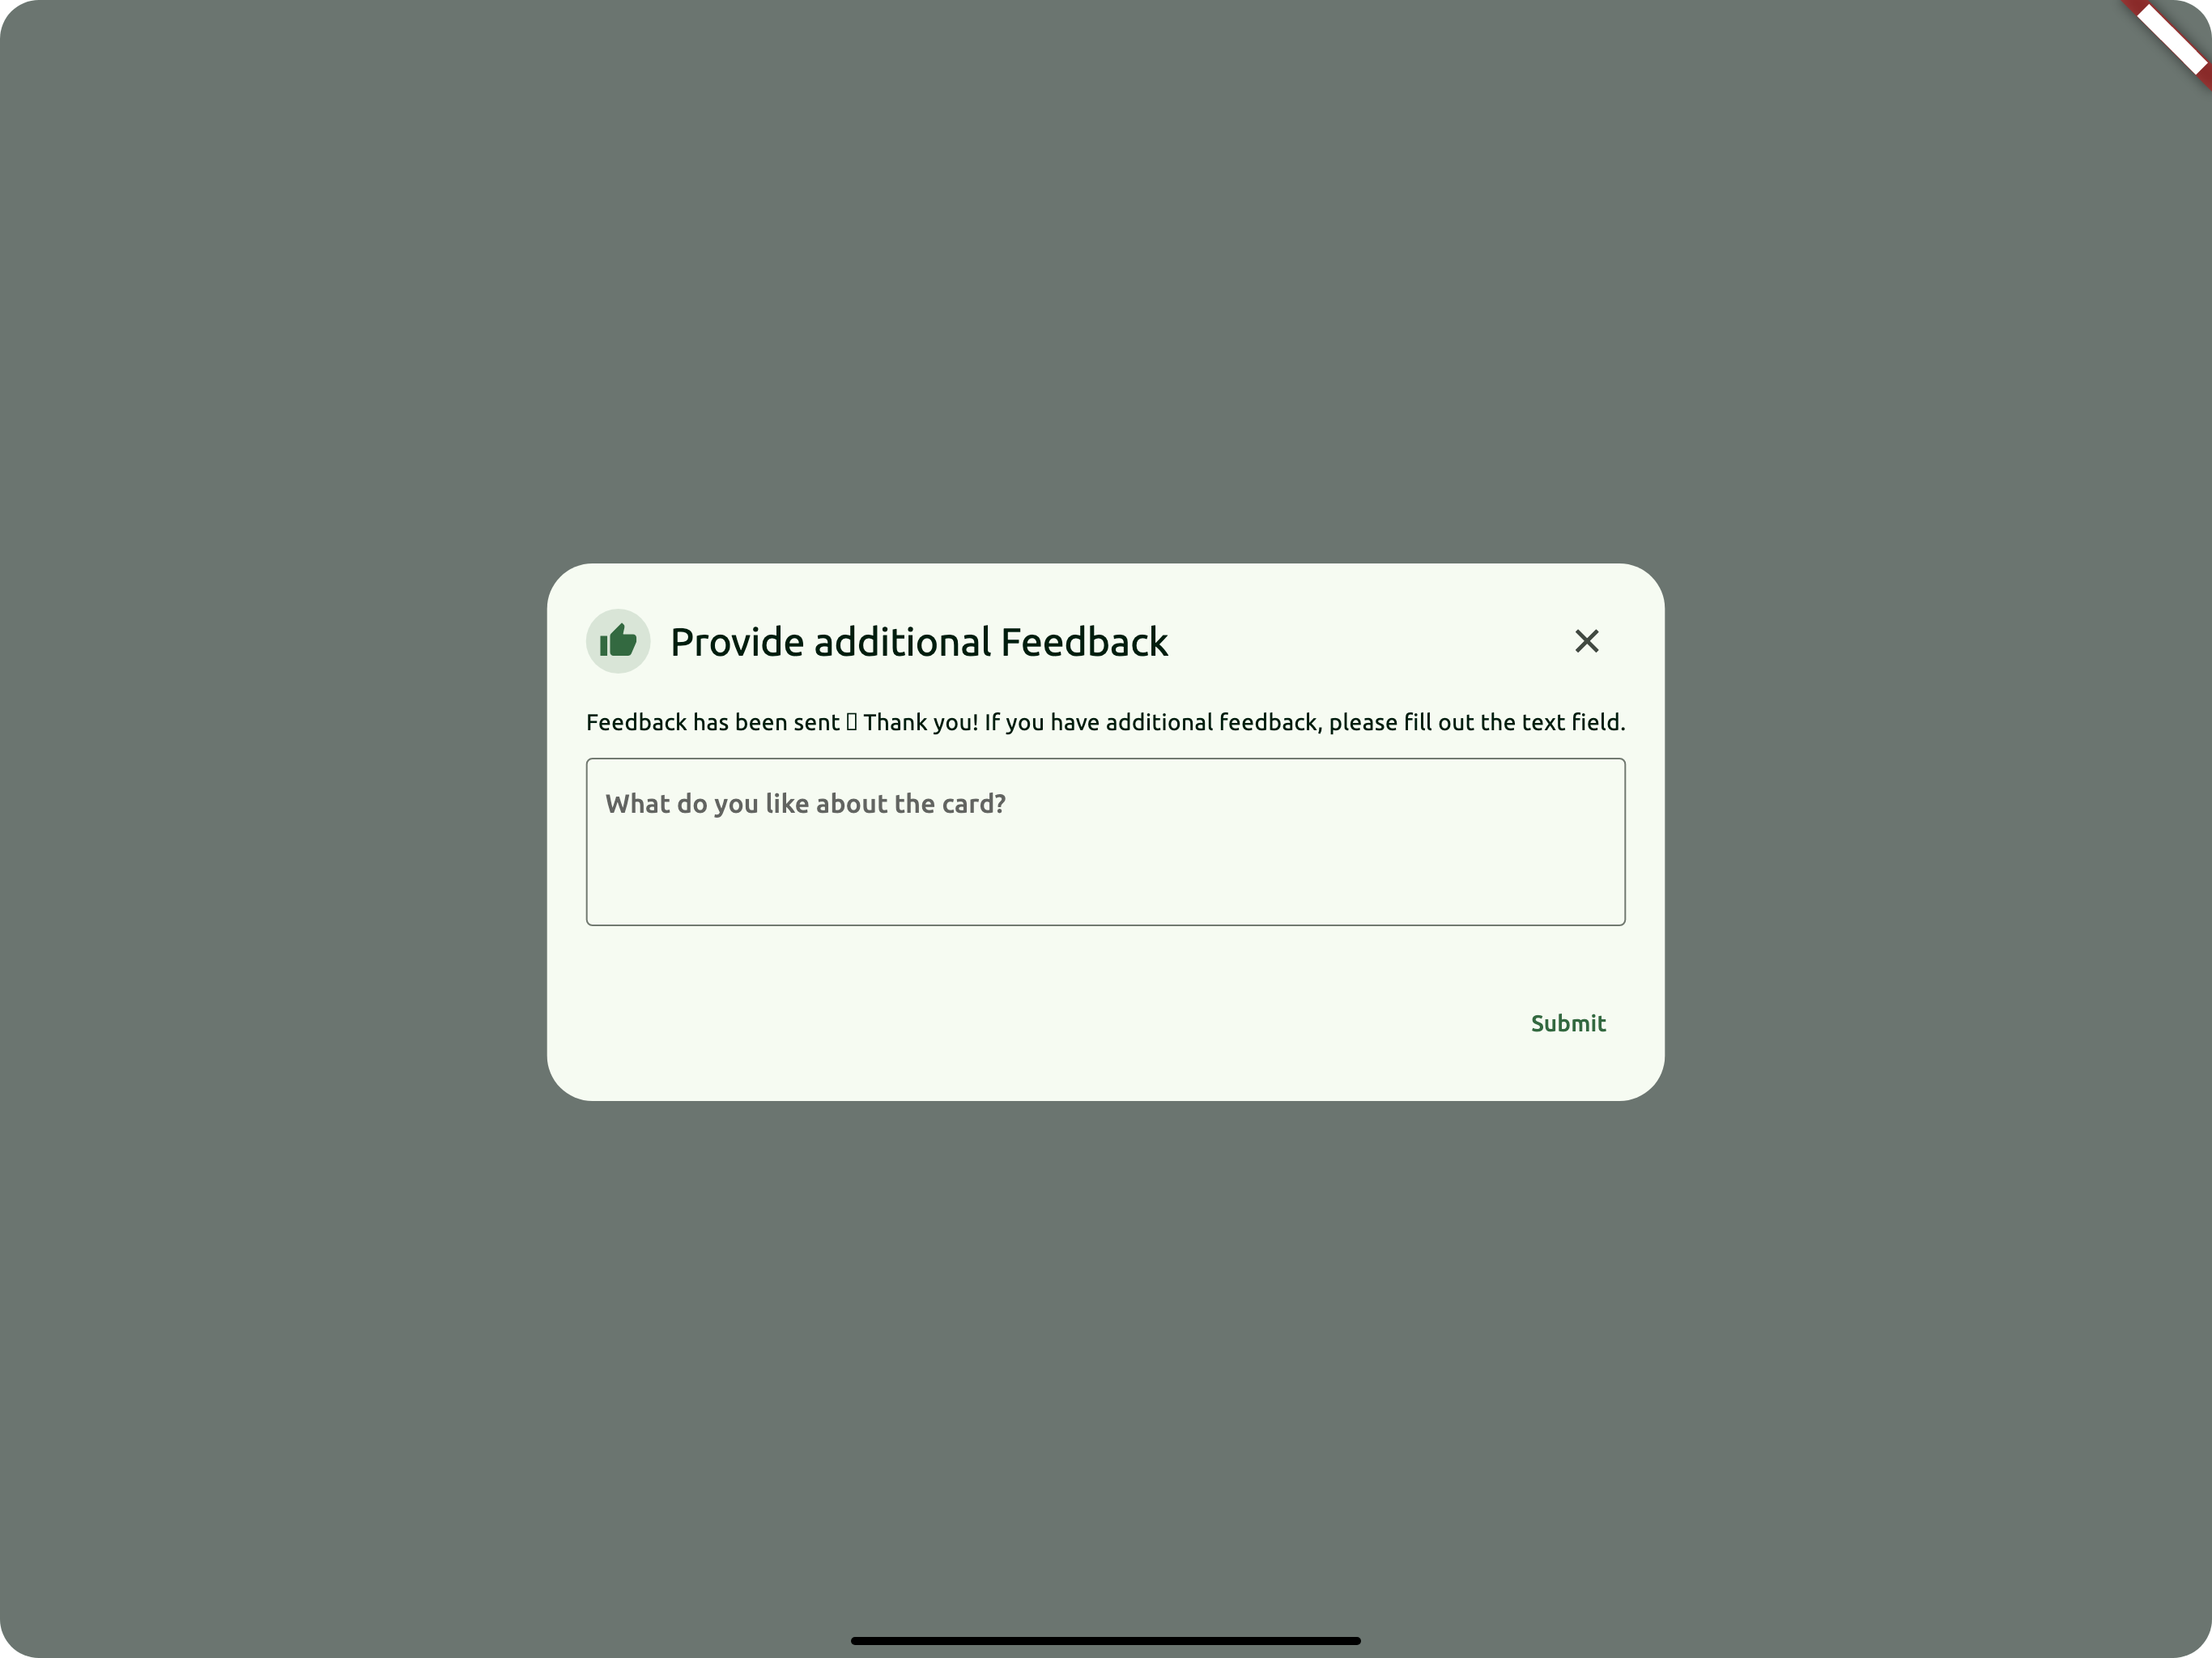 Provide additional Feedback
Feedback has been sent ▯ Thank you! If you have additional feedback, please fill out the text field.
What do you like about the card?
Submit